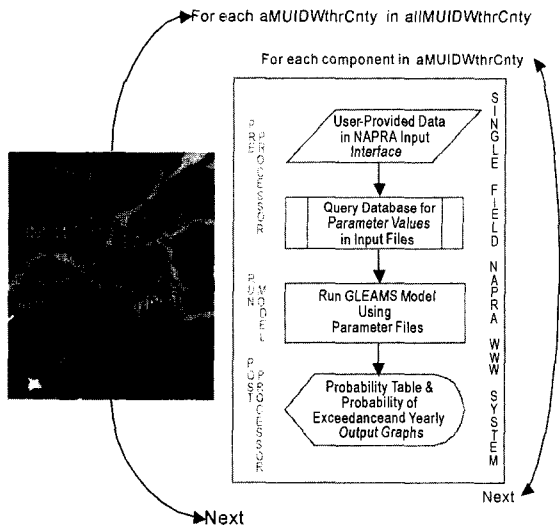 For each aMUIDWthrCnty in allMUIDWthrCnty
For each component in aMUIDWthrCnty
PRE PROCESSOR
User-Provided Data
in NAPRA Input
Interface
Query Database for
Parameter Values
in Input Files
RUN MODEL
Run GLEAMS Model
Using
Parameter Files
POST PROCESSOR
Probability Table &
Probability of
Exceedanceand Yearly
Output Graphs
SINGLE FIELD NAPRA WWW SYSTEM
Next
Next